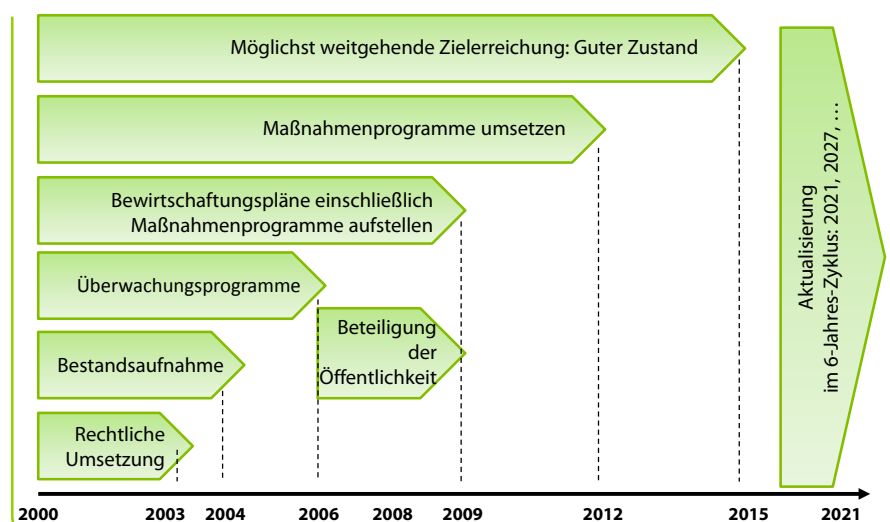 Möglichst weitgehende Zielerreichung: Guter Zustand
Maßnahmenprogramme umsetzen
Bewirtschaftungspläne einschließlich
Maßnahmenprogramme aufstellen
Überwachungsprogramme
Beteiligung
der
Öffentlichkeit
Bestandsaufnahme
Rechtliche
Umsetzung
Aktualisierung
im 6-Jahres-Zyklus: 2021, 2027, …
2000 2003 2004 2006 2008 2009 2012 2015 2021